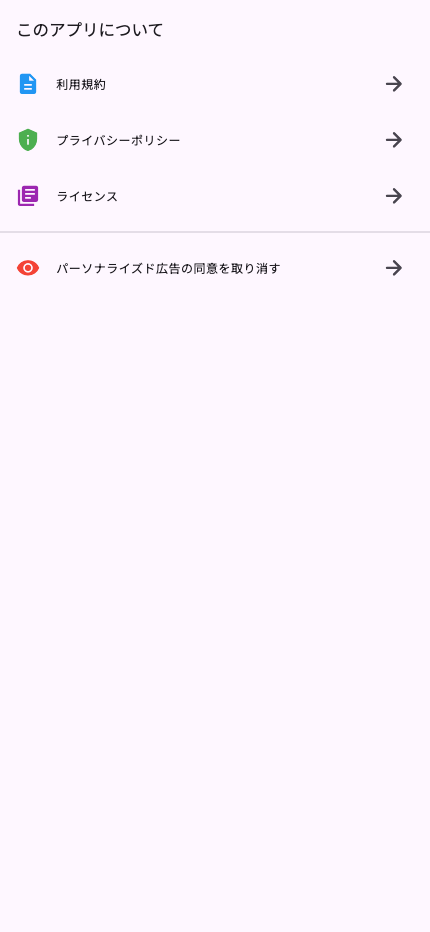 このアプリについて
利用規約
プライバシーポリシー
ライセンス
パーソナライズド広告の同意を取り消す